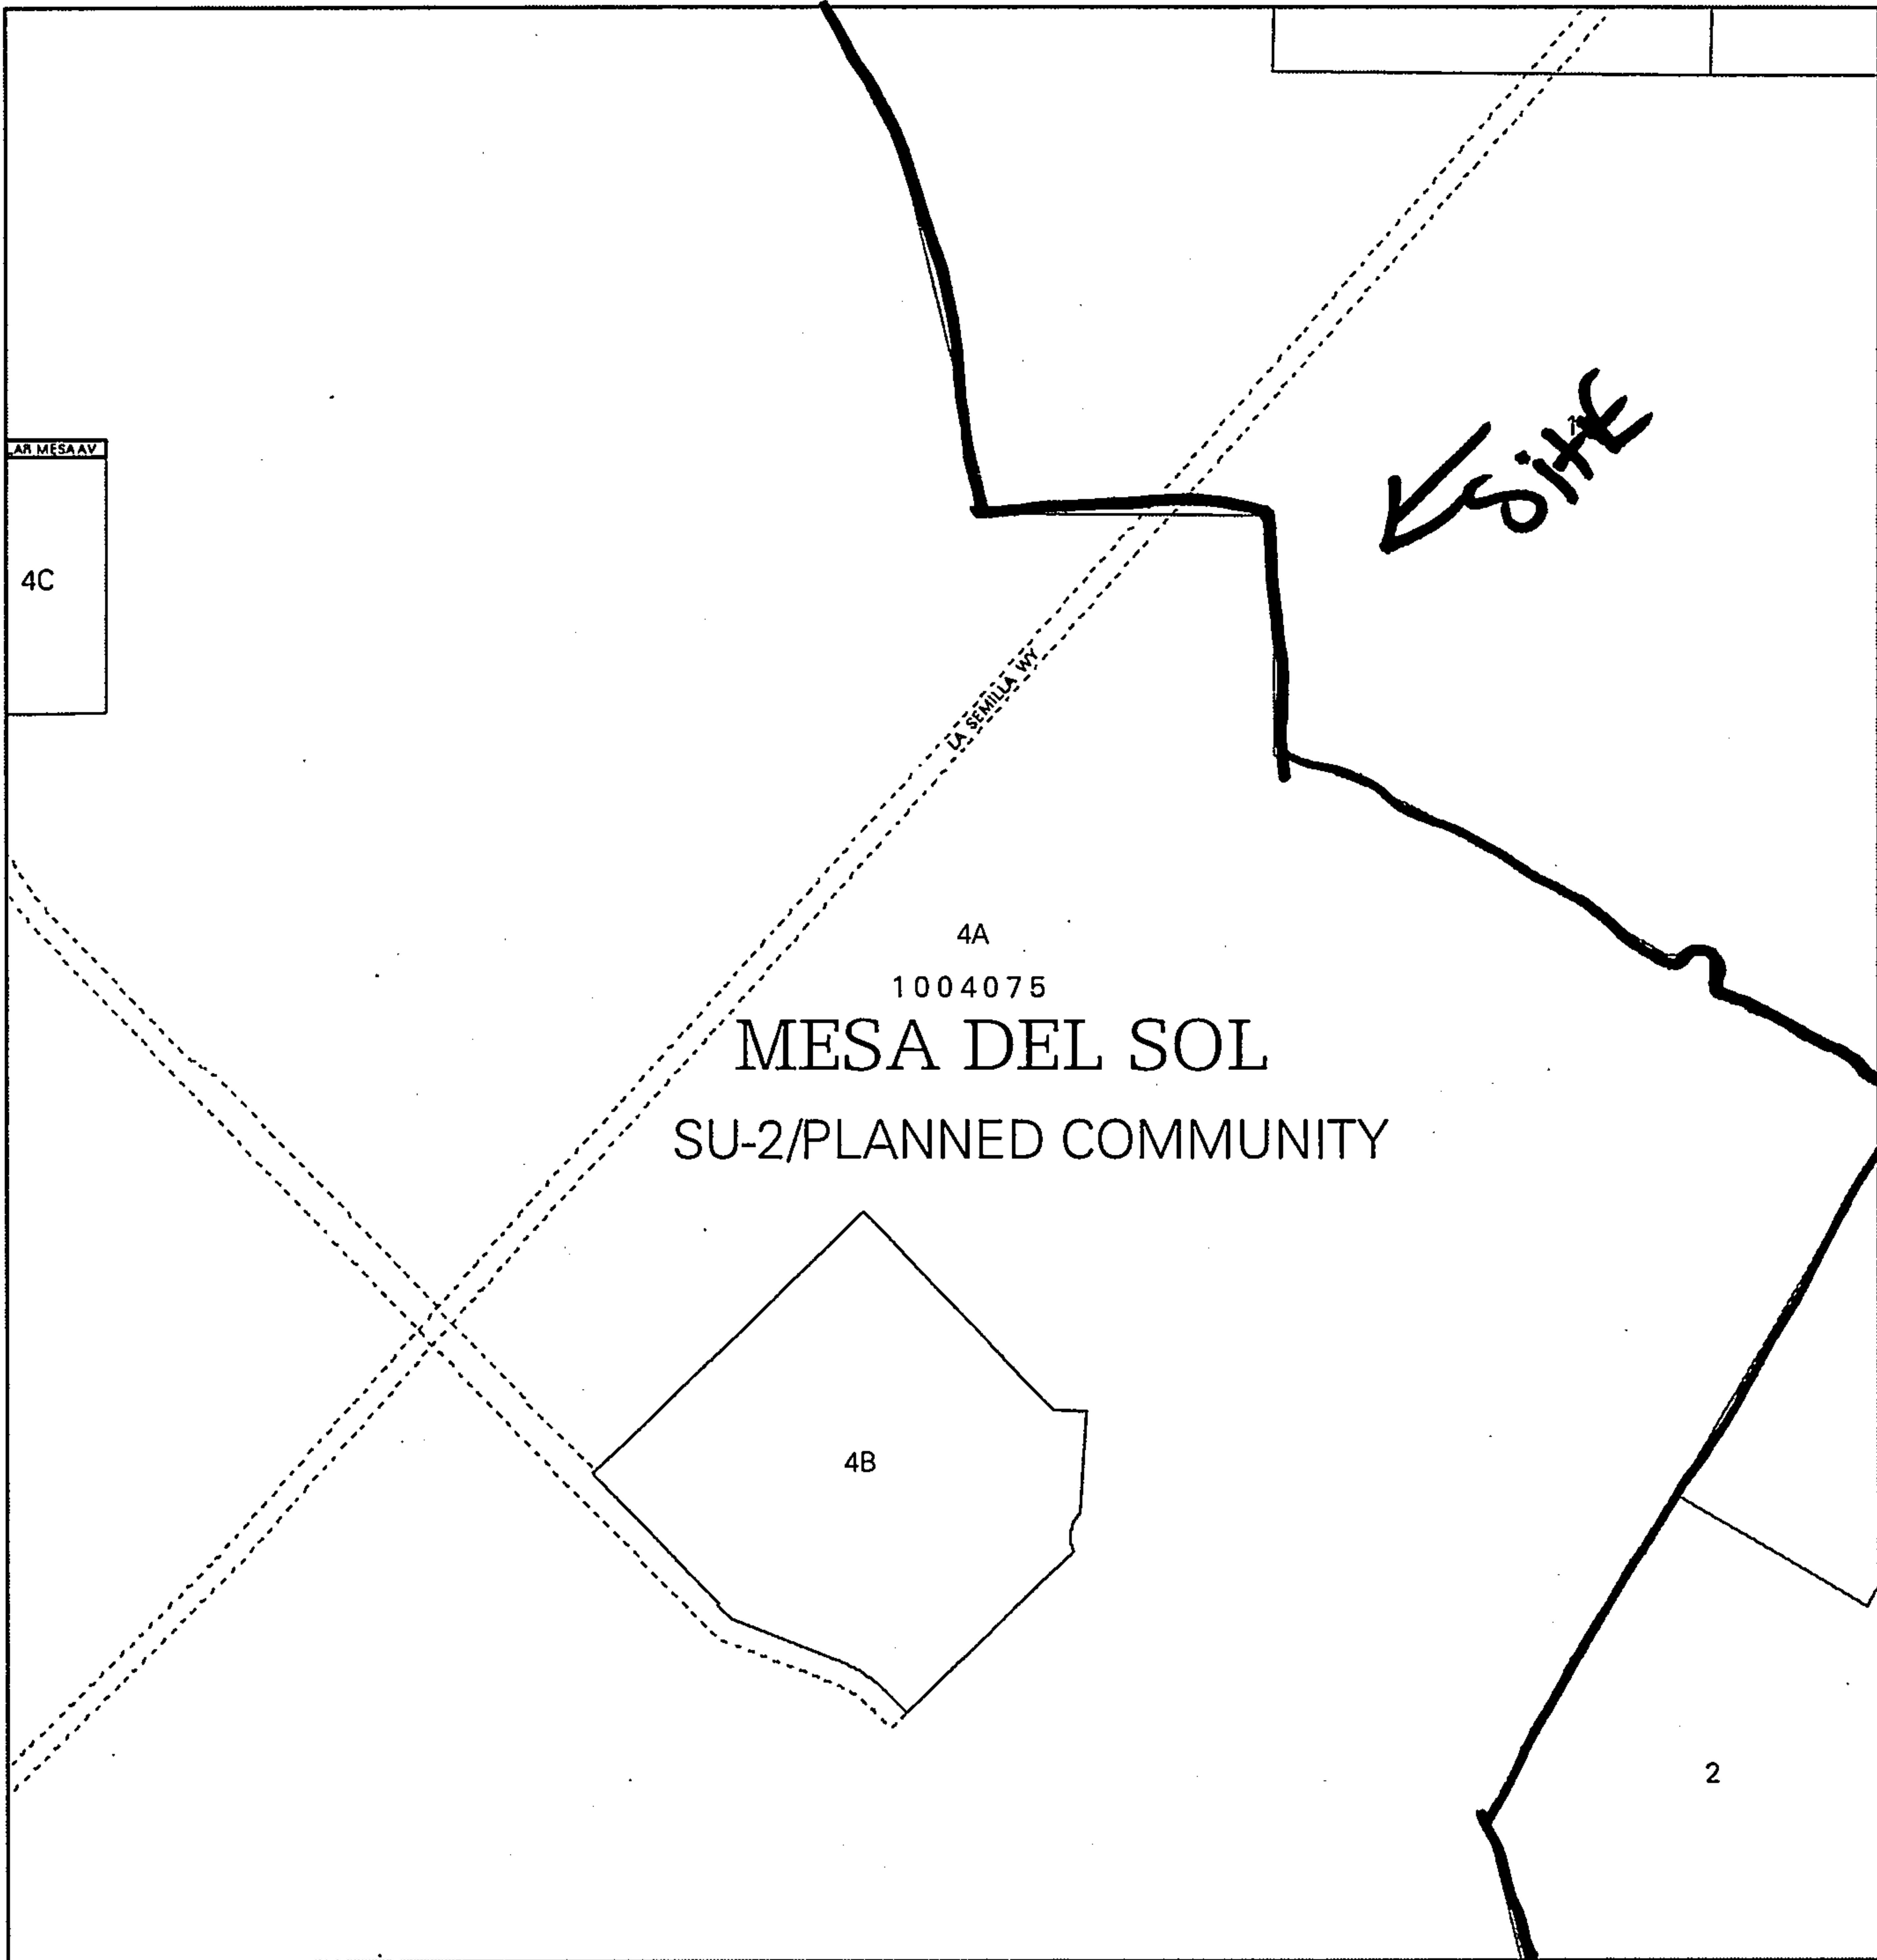 SitE
LAR MESA AV
4C
LA SEMILLA WY
4A
1004075
MESA DEL SOL
SU-2/PLANNED COMMUNITY
4B
2